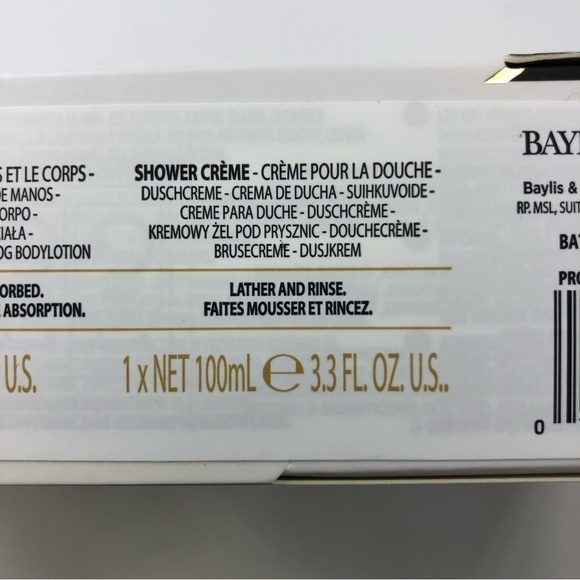 S ET LE CORPS -
DE MANOS -
ORPO -
IAŁA -
OG BODYLOTION
ORBED.
E ABSORPTION.
U.S.
SHOWER CRÈME - CRÈME POUR LA DOUCHE -
DUSCHCREME - CREMA DE DUCHA - SUIHKUVOIDE -
CREME PARA DUCHE - DUSCHCRÈME -
KREMOWY ŻEL POD PRYSZNIC - DOUCHECRÈME -
BRUSECREME - DUSJKREM
LATHER AND RINSE.
FAITES MOUSSER ET RINCEZ.
1 x NET 100mL e 3.3 FL. OZ. U.S..
BAY
Baylis &
RP. MSL, SUIT
BA
PRO
0